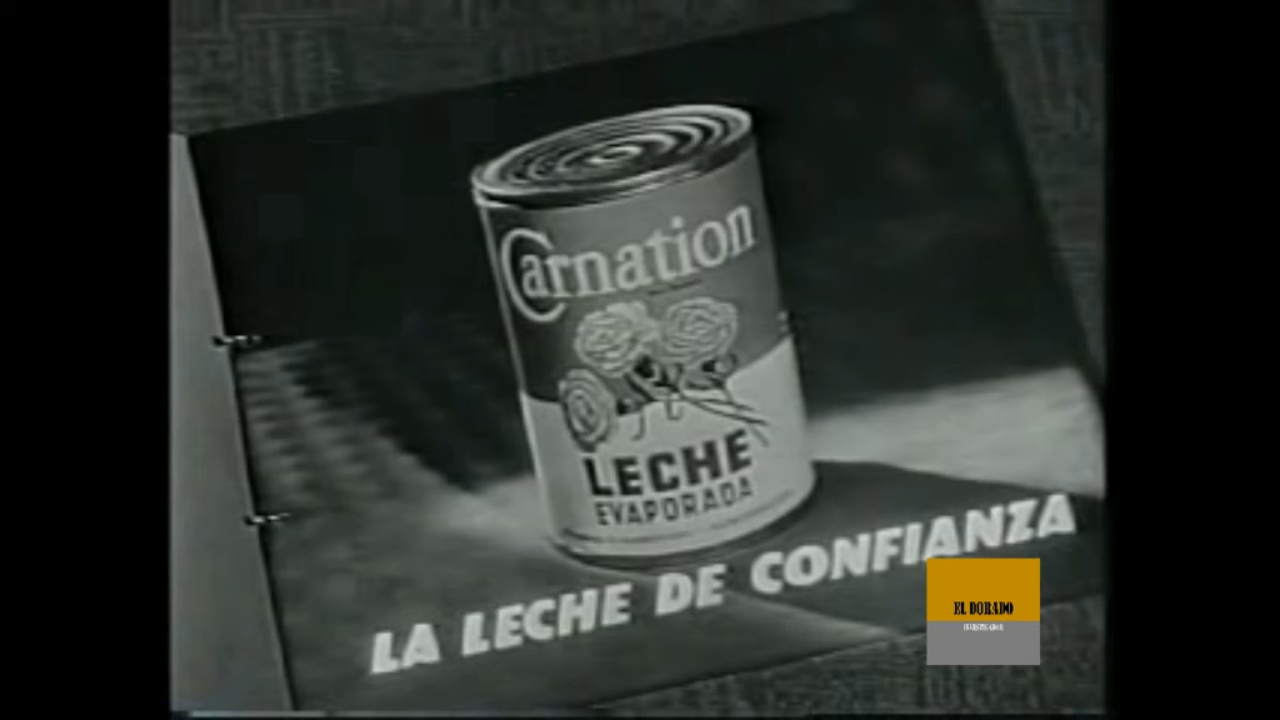 Carnation
LECHE
EVAPORADA
LA LECHE DE CONFIANZA
EL DORADO